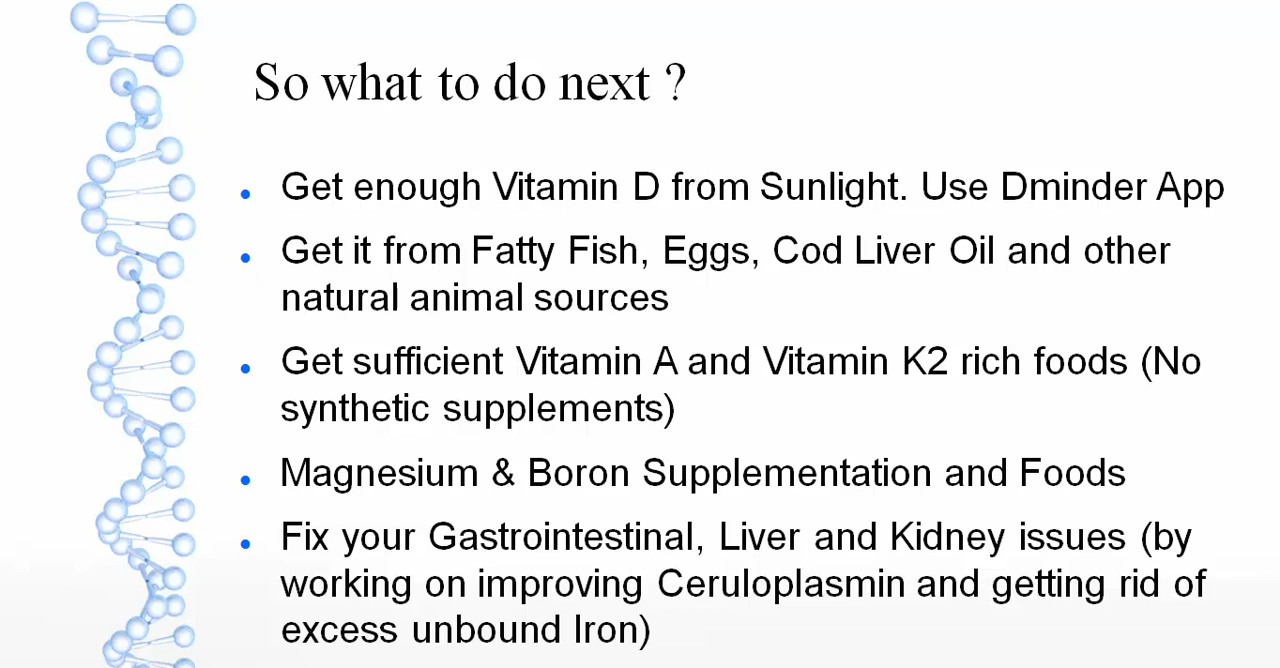 So what to do next ?
• Get enough Vitamin D from Sunlight. Use Dminder App
• Get it from Fatty Fish, Eggs, Cod Liver Oil and other
natural animal sources
• Get sufficient Vitamin A and Vitamin K2 rich foods (No
synthetic supplements)
• Magnesium & Boron Supplementation and Foods
• Fix your Gastrointestinal, Liver and Kidney issues (by
working on improving Ceruloplasmin and getting rid of
excess unbound Iron)